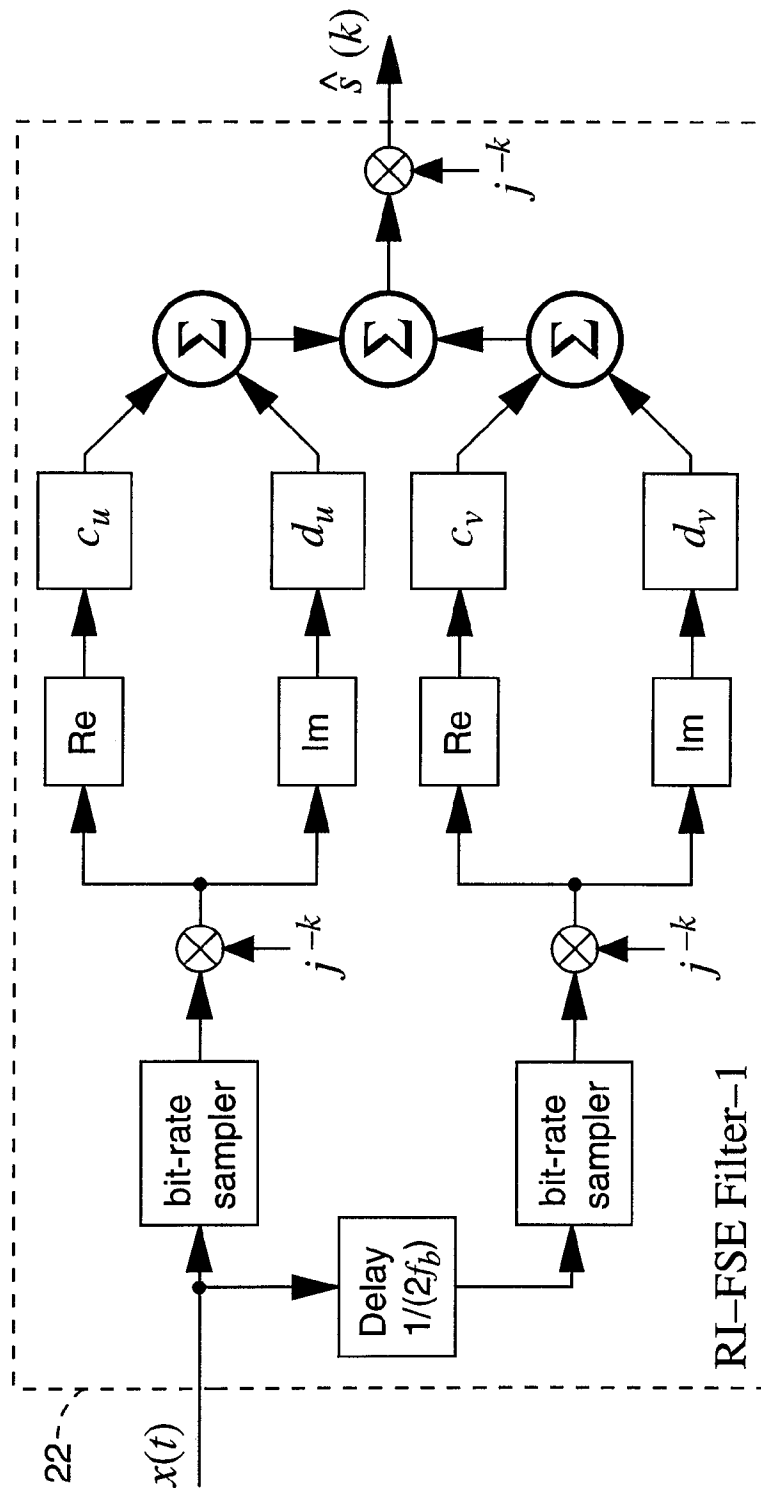 22
x(t)
bit-rate
sampler
Delay
1/(2f_b)
bit-rate
sampler
j^{-k}
j^{-k}
Re
Im
Re
Im
c_u
d_u
c_v
d_v
Σ
Σ
Σ
j^{-k}
ŝ (k)
RI–FSE Filter–1